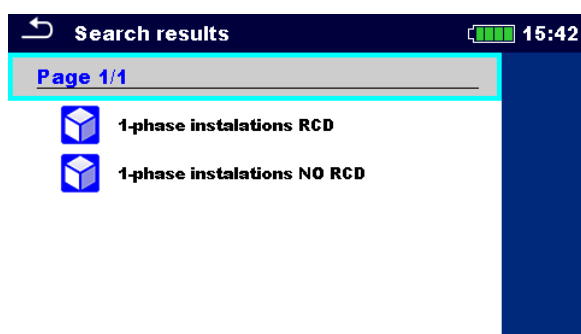 Search results
15:42
Page 1/1
1-phase instalations RCD
1-phase instalations NO RCD